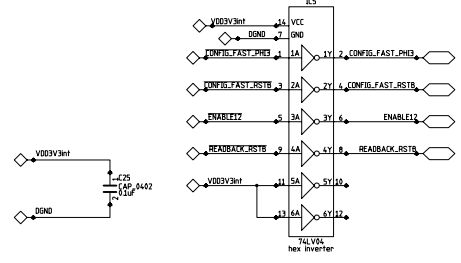 IC5
VDD3V3int 14 VCC
DGND 7 GND
CONFIG_FAST_PHI3 1 1A 1Y 2 CONFIG_FAST_PHI3
CONFIG_FAST_RSTB 3 2A 2Y 4 CONFIG_FAST_RSTB
ENABLE12 5 3A 3Y 6 ENABLE12
READBACK_RSTB 9 4A 4Y 8 READBACK_RSTB
VDD3V3int 11 5A 5Y 10
13 6A 6Y 12
74LV04
hex inverter
VDD3V3int
1 C25
CAP_0402
2 0.1uF
DGND